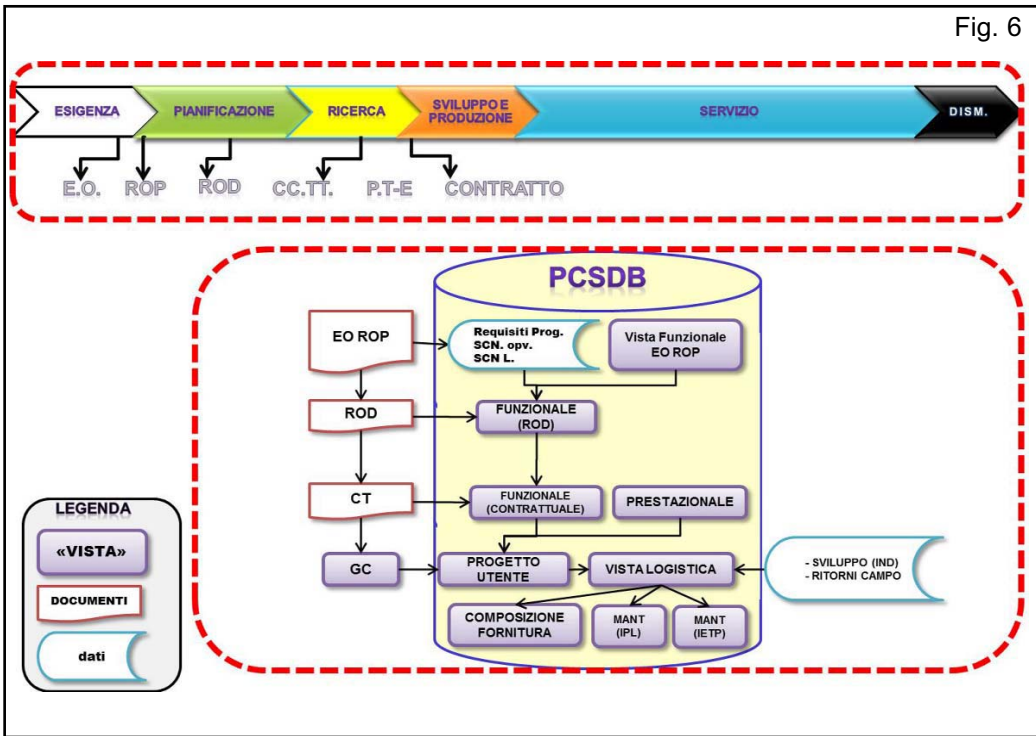 Fig. 6
ESIGENZA
PIANIFICAZIONE
RICERCA
SVILUPPO E
PRODUZIONE
SERVIZIO
DISM.
E.O.
ROP
ROD
CC.TT.
P.T-E
CONTRATTO
PCSDB
EO ROP
Requisiti Prog.
SCN. opv.
SCN L.
Vista Funzionale
EO ROP
ROD
FUNZIONALE
(ROD)
CT
FUNZIONALE
(CONTRATTUALE)
PRESTAZIONALE
GC
PROGETTO
UTENTE
VISTA LOGISTICA
- SVILUPPO (IND)
- RITORNI CAMPO
COMPOSIZIONE
FORNITURA
MANT
(IPL)
MANT
(IETP)
LEGENDA
«VISTA»
DOCUMENTI
dati